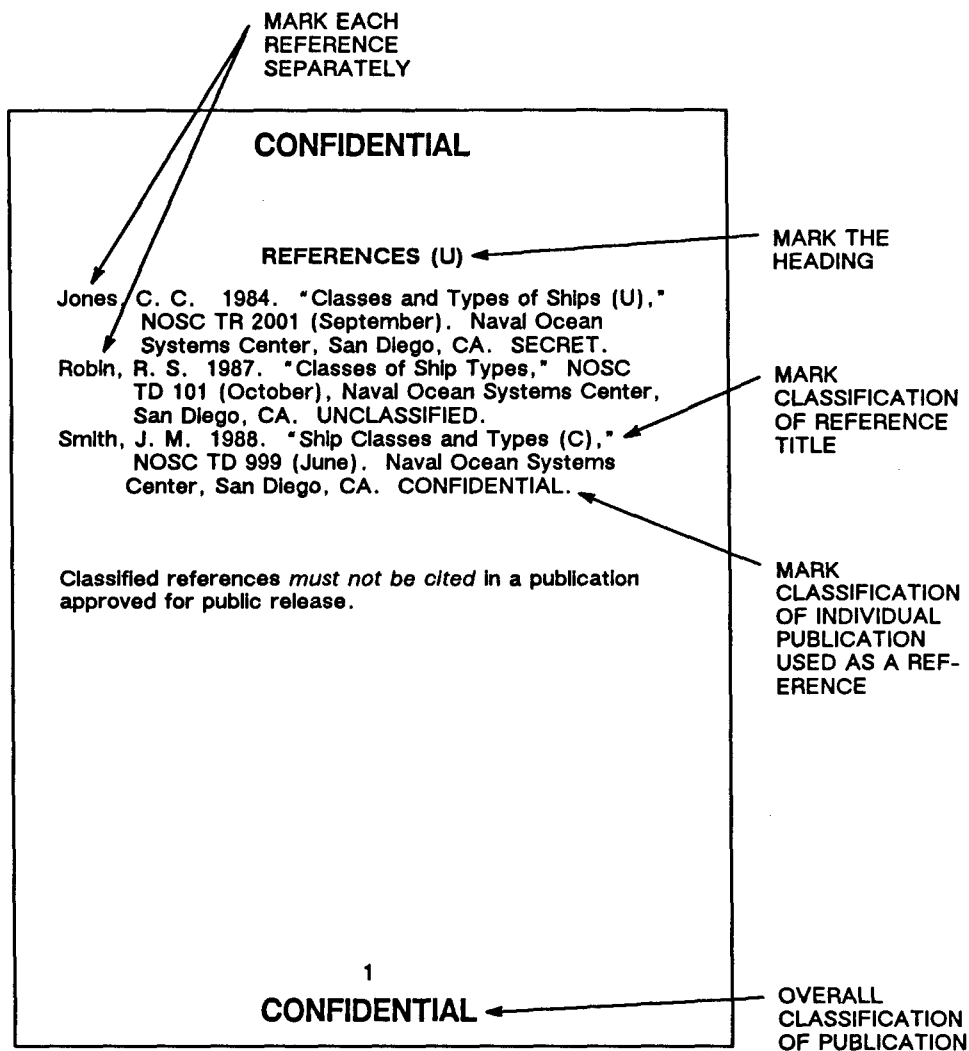 MARK EACH
REFERENCE
SEPARATELY
CONFIDENTIAL
REFERENCES (U)
MARK THE
HEADING
Jones, C. C. 1984. "Classes and Types of Ships (U),"
NOSC TR 2001 (September). Naval Ocean
Systems Center, San Diego, CA. SECRET.
Robin, R. S. 1987. "Classes of Ship Types," NOSC
TD 101 (October), Naval Ocean Systems Center,
San Diego, CA. UNCLASSIFIED.
Smith, J. M. 1988. "Ship Classes and Types (C),"
NOSC TD 999 (June). Naval Ocean Systems
Center, San Diego, CA. CONFIDENTIAL.
MARK
CLASSIFICATION
OF REFERENCE
TITLE
Classified references must not be cited in a publication
approved for public release.
MARK
CLASSIFICATION
OF INDIVIDUAL
PUBLICATION
USED AS A REF-
ERENCE
1
CONFIDENTIAL
OVERALL
CLASSIFICATION
OF PUBLICATION